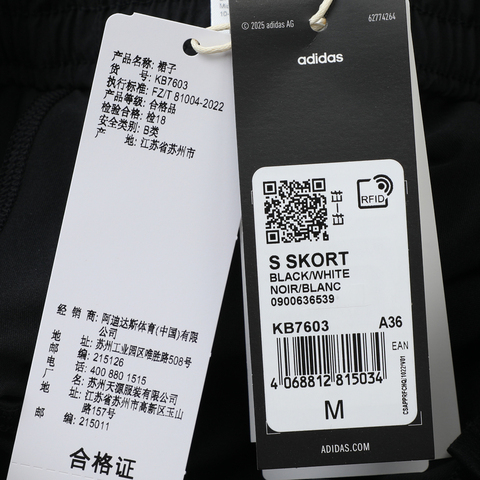 产品名称: 裙子
货 号: KB7603
执行标准: FZ/T 81004-2022
产品等级: 合格品
检验合格: 检18
安全类别: B类
产 地: 江苏省苏州市
经 销 商: 阿迪达斯体育(中国)有限
公司
地 址: 苏州工业园区唯胜路508号
邮 编: 215126
电 话: 400 880 1515
名 称: 苏州天源服装有限公司
地 址: 江苏省苏州市高新区玉山
路157号
邮 编: 215011
合格证
© 2025 adidas AG
62774264
adidas
RFID
S SKORT
BLACK/WHITE
NOIR/BLANC
0900636539
KB7603 A36
EAN
4 068812 815034
M
ADIDAS.COM